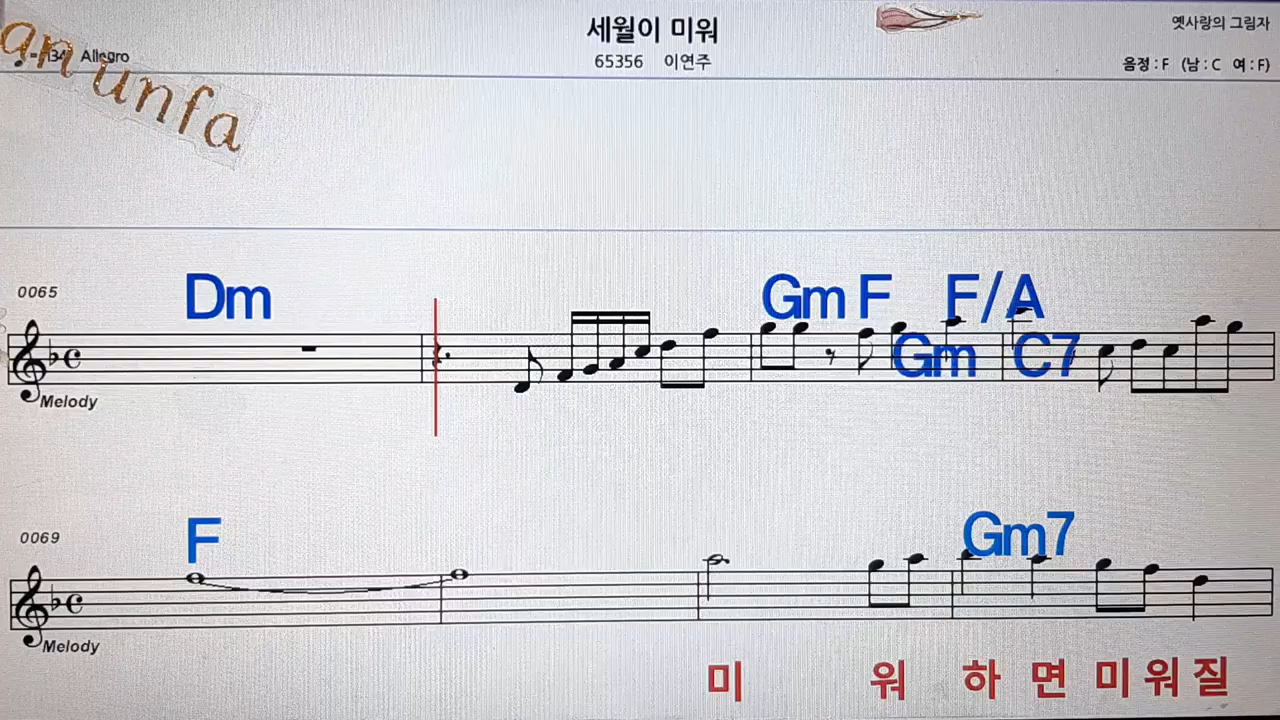 세월이 미워
옛사랑의 그림자
Allegro
65356 이연주
음정 : F (남 : C 여 : F)
an unfa
0065
Dm
Gm F F/A
Gm C7
Melody
0069
F
Gm7
Melody
미 워 하 면 미 워 질